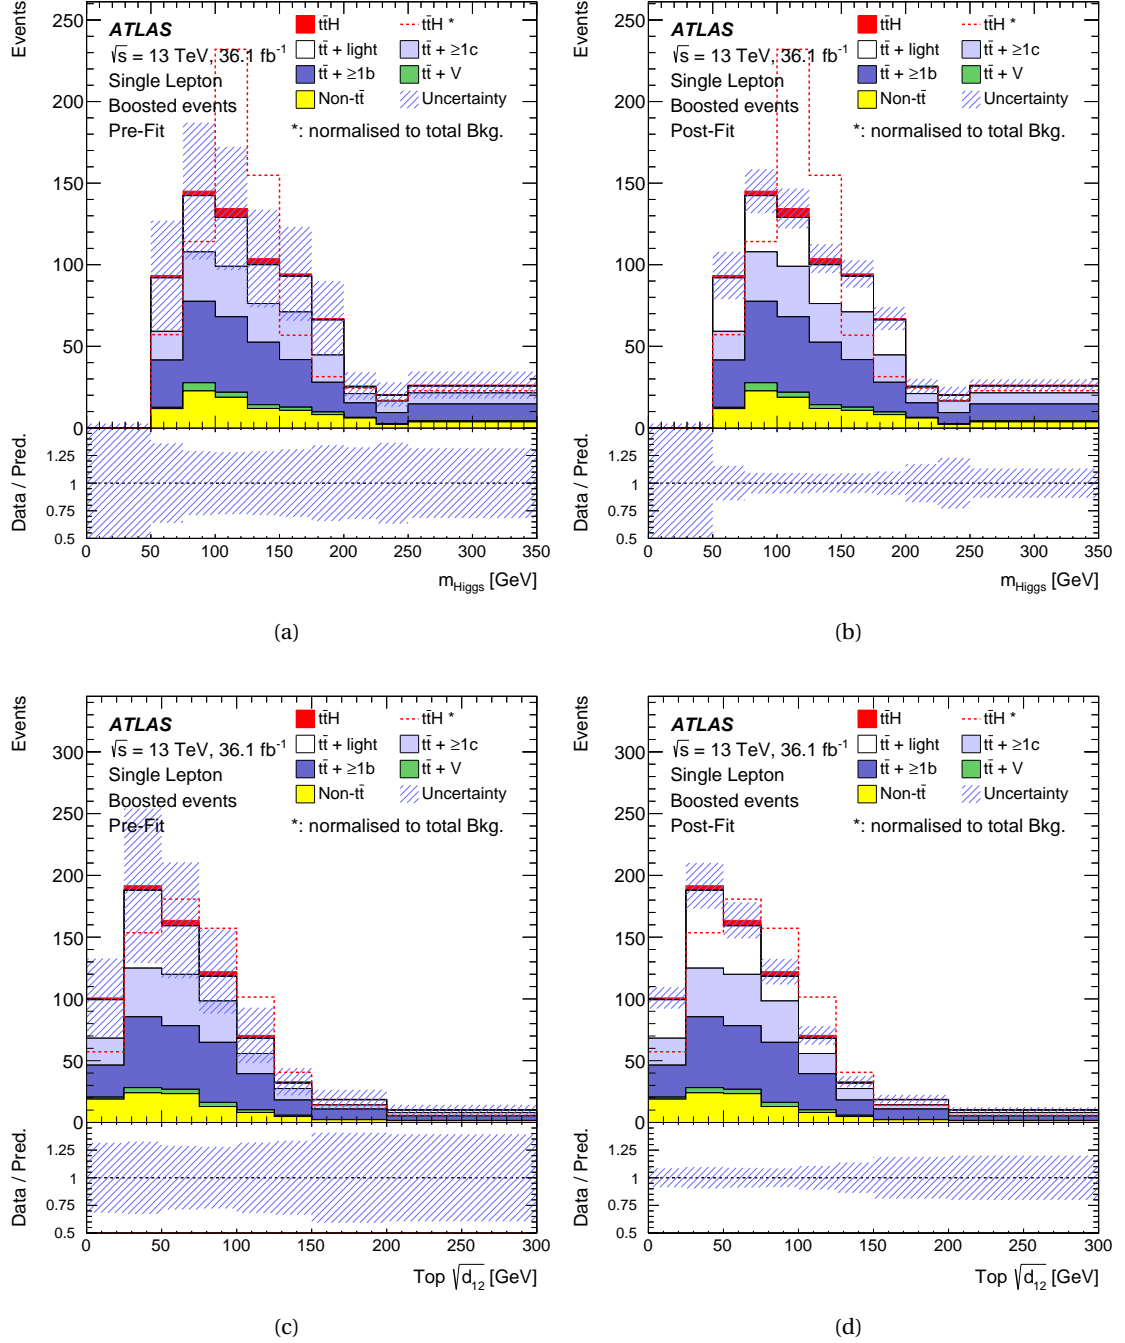 Events
ATLAS
√s = 13 TeV, 36.1 fb⁻¹
Single Lepton
Boosted events
Pre-Fit
tt̄H
tt̄H *
tt̄ + light
tt̄ + ≥1c
tt̄ + ≥1b
tt̄ + V
Non-tt̄
Uncertainty
*: normalised to total Bkg.
250
200
150
100
50
0
Data / Pred.
1.25
1
0.75
0.5
0 50 100 150 200 250 300 350
m_Higgs [GeV]
(a)
Events
ATLAS
√s = 13 TeV, 36.1 fb⁻¹
Single Lepton
Boosted events
Post-Fit
tt̄H
tt̄H *
tt̄ + light
tt̄ + ≥1c
tt̄ + ≥1b
tt̄ + V
Non-tt̄
Uncertainty
*: normalised to total Bkg.
250
200
150
100
50
0
Data / Pred.
1.25
1
0.75
0.5
0 50 100 150 200 250 300 350
m_Higgs [GeV]
(b)
Events
ATLAS
√s = 13 TeV, 36.1 fb⁻¹
Single Lepton
Boosted events
Pre-Fit
tt̄H
tt̄H *
tt̄ + light
tt̄ + ≥1c
tt̄ + ≥1b
tt̄ + V
Non-tt̄
Uncertainty
*: normalised to total Bkg.
300
250
200
150
100
50
0
Data / Pred.
1.25
1
0.75
0.5
0 50 100 150 200 250 300
Top √d₁₂ [GeV]
(c)
Events
ATLAS
√s = 13 TeV, 36.1 fb⁻¹
Single Lepton
Boosted events
Post-Fit
tt̄H
tt̄H *
tt̄ + light
tt̄ + ≥1c
tt̄ + ≥1b
tt̄ + V
Non-tt̄
Uncertainty
*: normalised to total Bkg.
300
250
200
150
100
50
0
Data / Pred.
1.25
1
0.75
0.5
0 50 100 150 200 250 300
Top √d₁₂ [GeV]
(d)